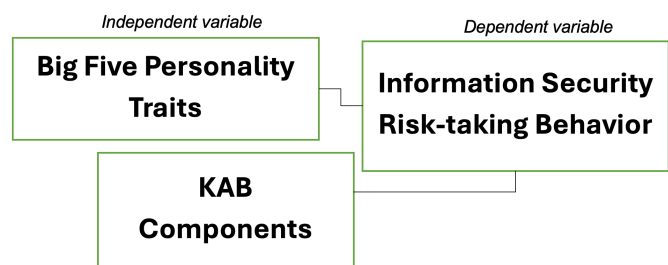 Independent variable
Dependent variable
Big Five Personality
Traits
Information Security
Risk-taking Behavior
KAB
Components